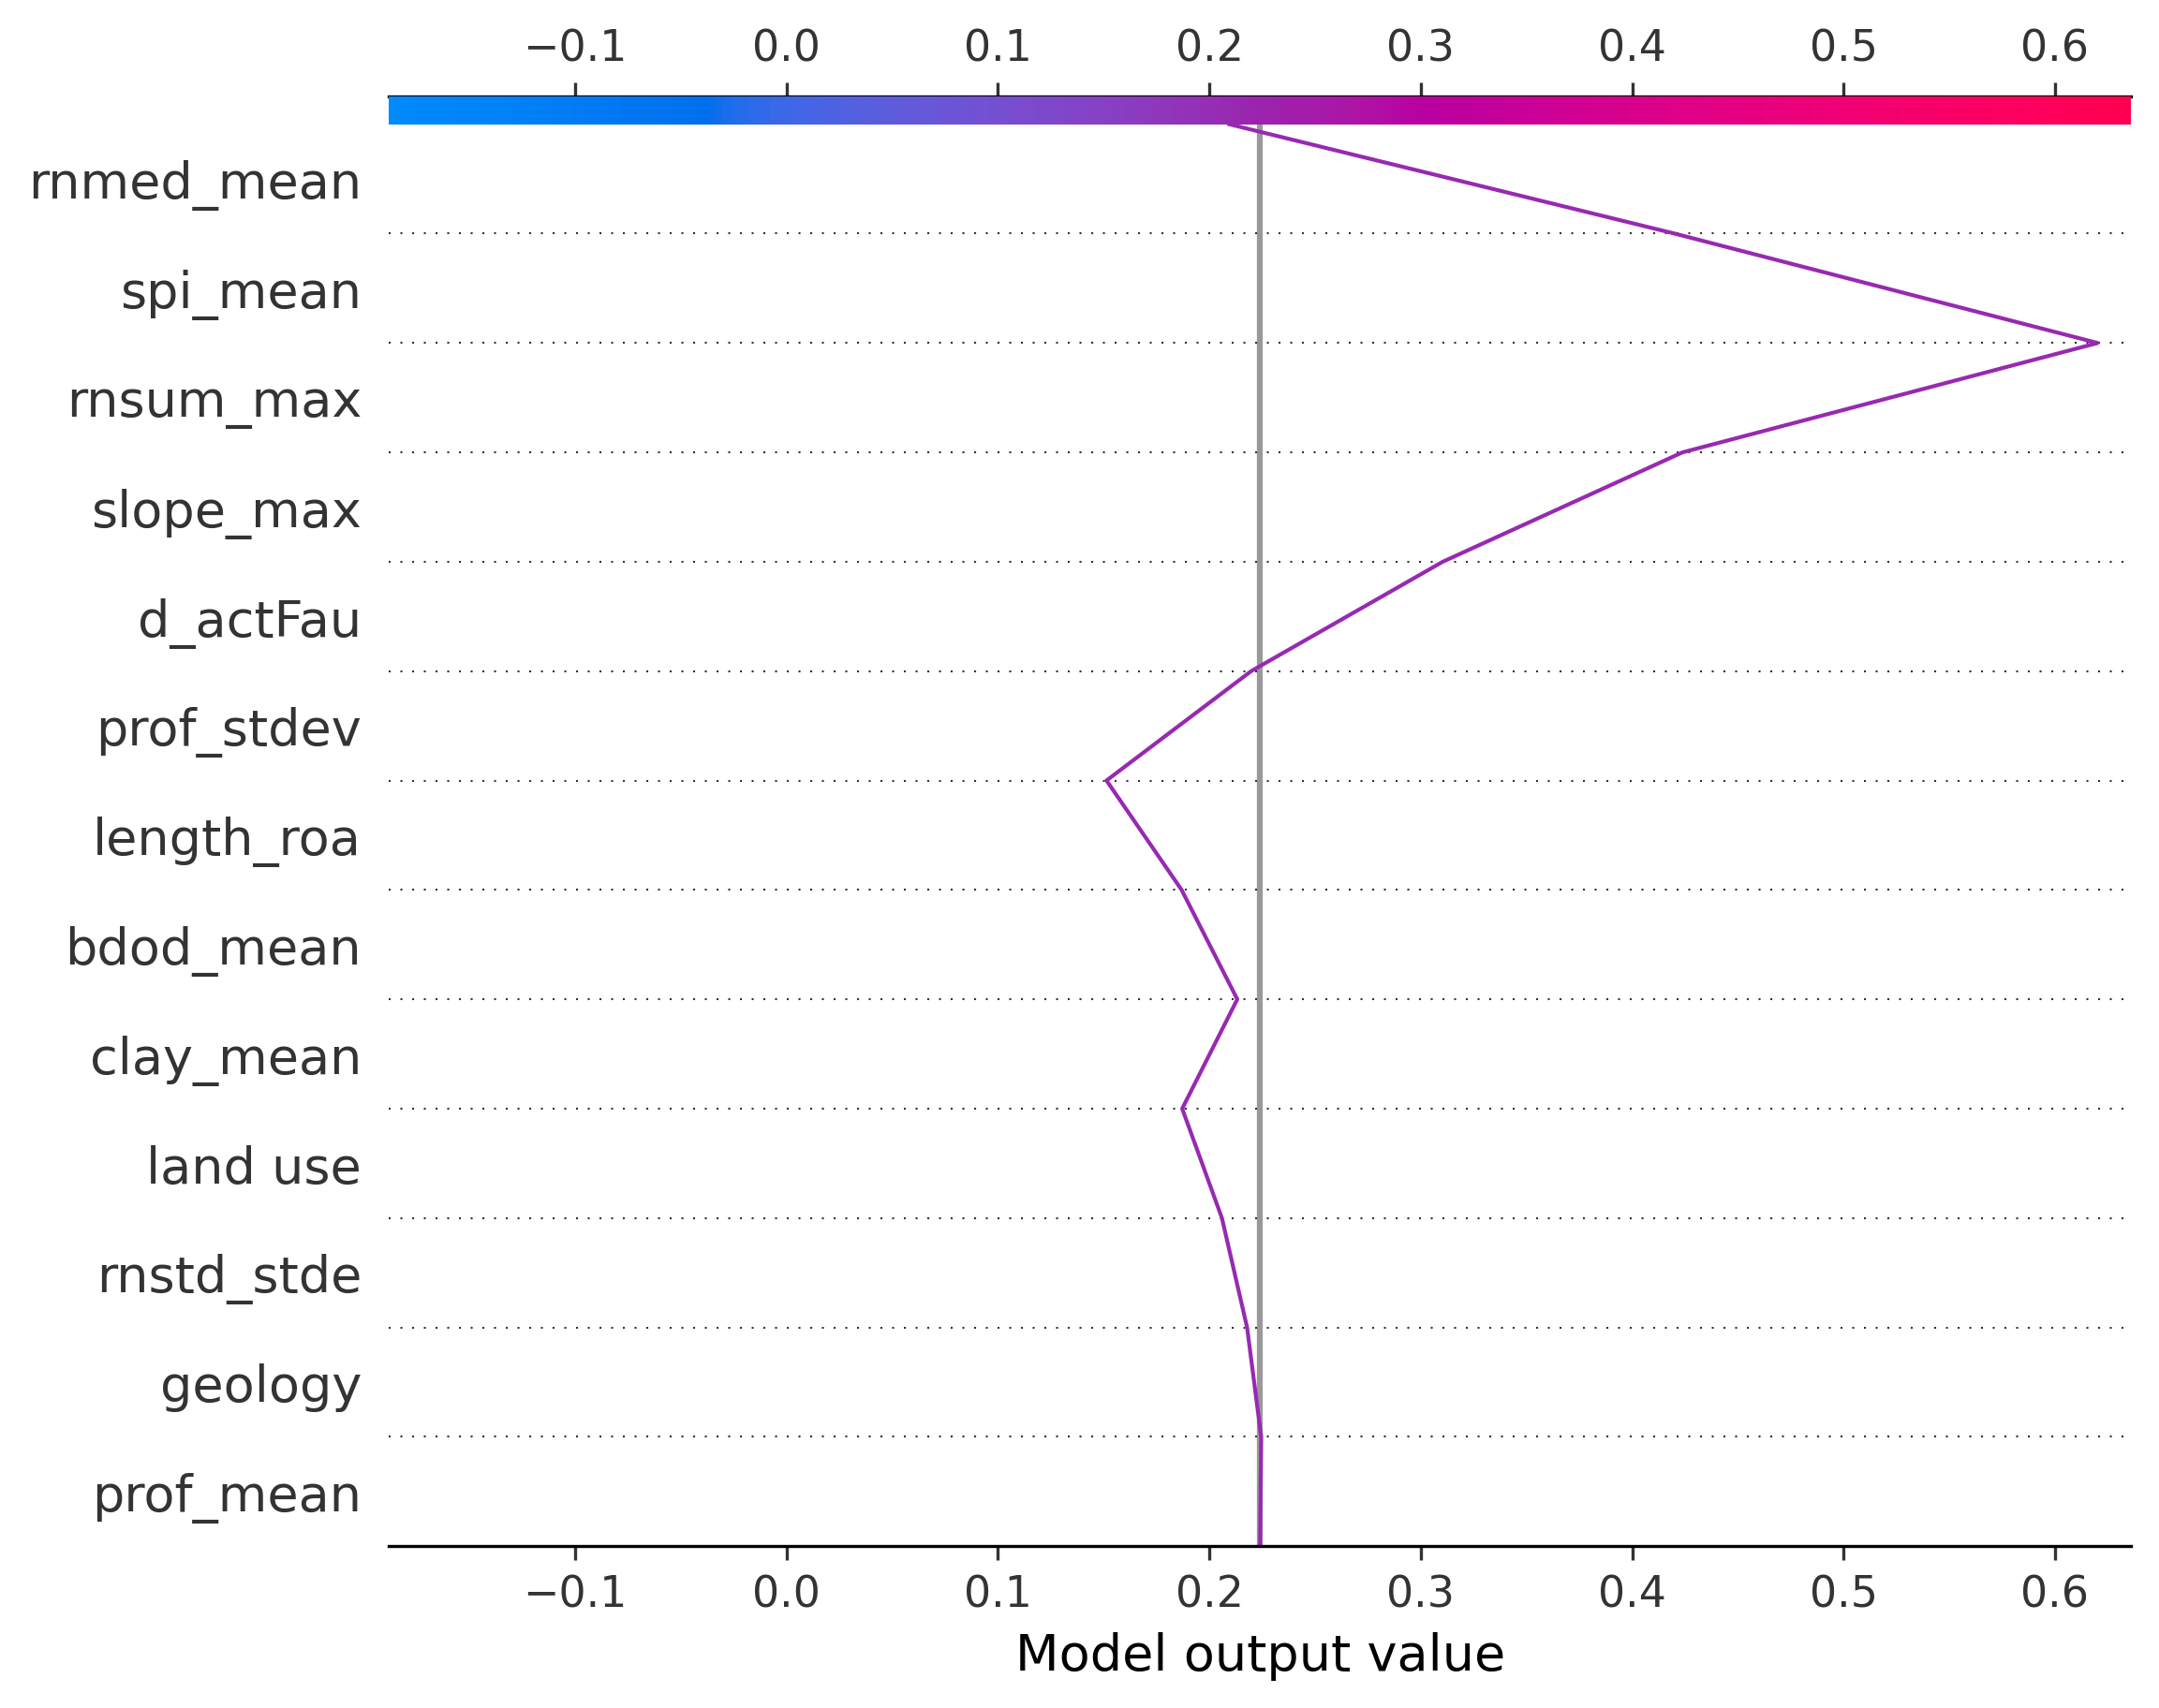 −0.1 0.0 0.1 0.2 0.3 0.4 0.5 0.6
rnmed_mean
spi_mean
rnsum_max
slope_max
d_actFau
prof_stdev
length_roa
bdod_mean
clay_mean
land use
rnstd_stde
geology
prof_mean
−0.1 0.0 0.1 0.2 0.3 0.4 0.5 0.6
Model output value